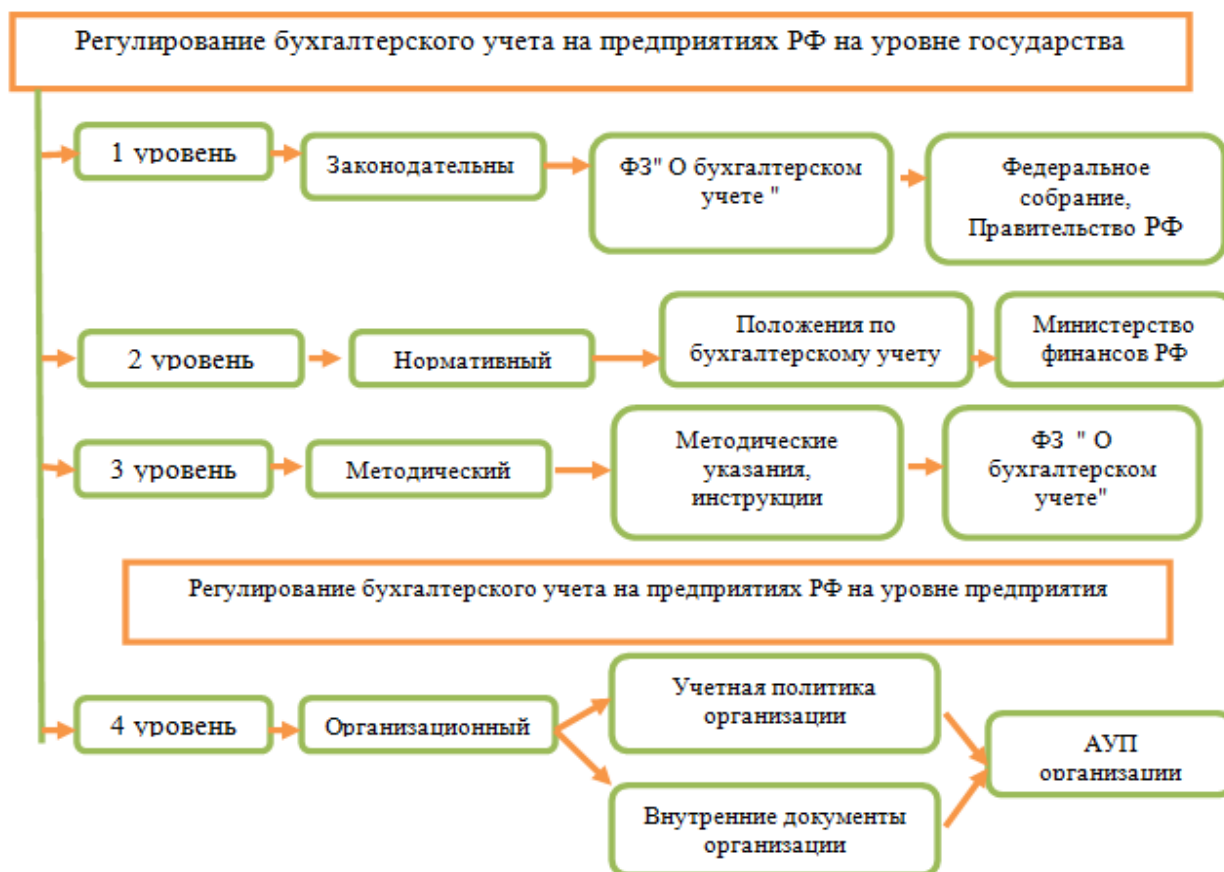 Регулирование бухгалтерского учета на предприятиях РФ на уровне государства
1 уровень
Законодательны
ФЗ" О бухгалтерском
учете "
Федеральное
собрание,
Правительство РФ
2 уровень
Нормативный
Положения по
бухгалтерскому учету
Министерство
финансов РФ
3 уровень
Методический
Методические
указания,
инструкции
ФЗ " О
бухгалтерском
учете"
Регулирование бухгалтерского учета на предприятиях РФ на уровне предприятия
4 уровень
Организационный
Учетная политика
организации
Внутренние документы
организации
АУП
организации